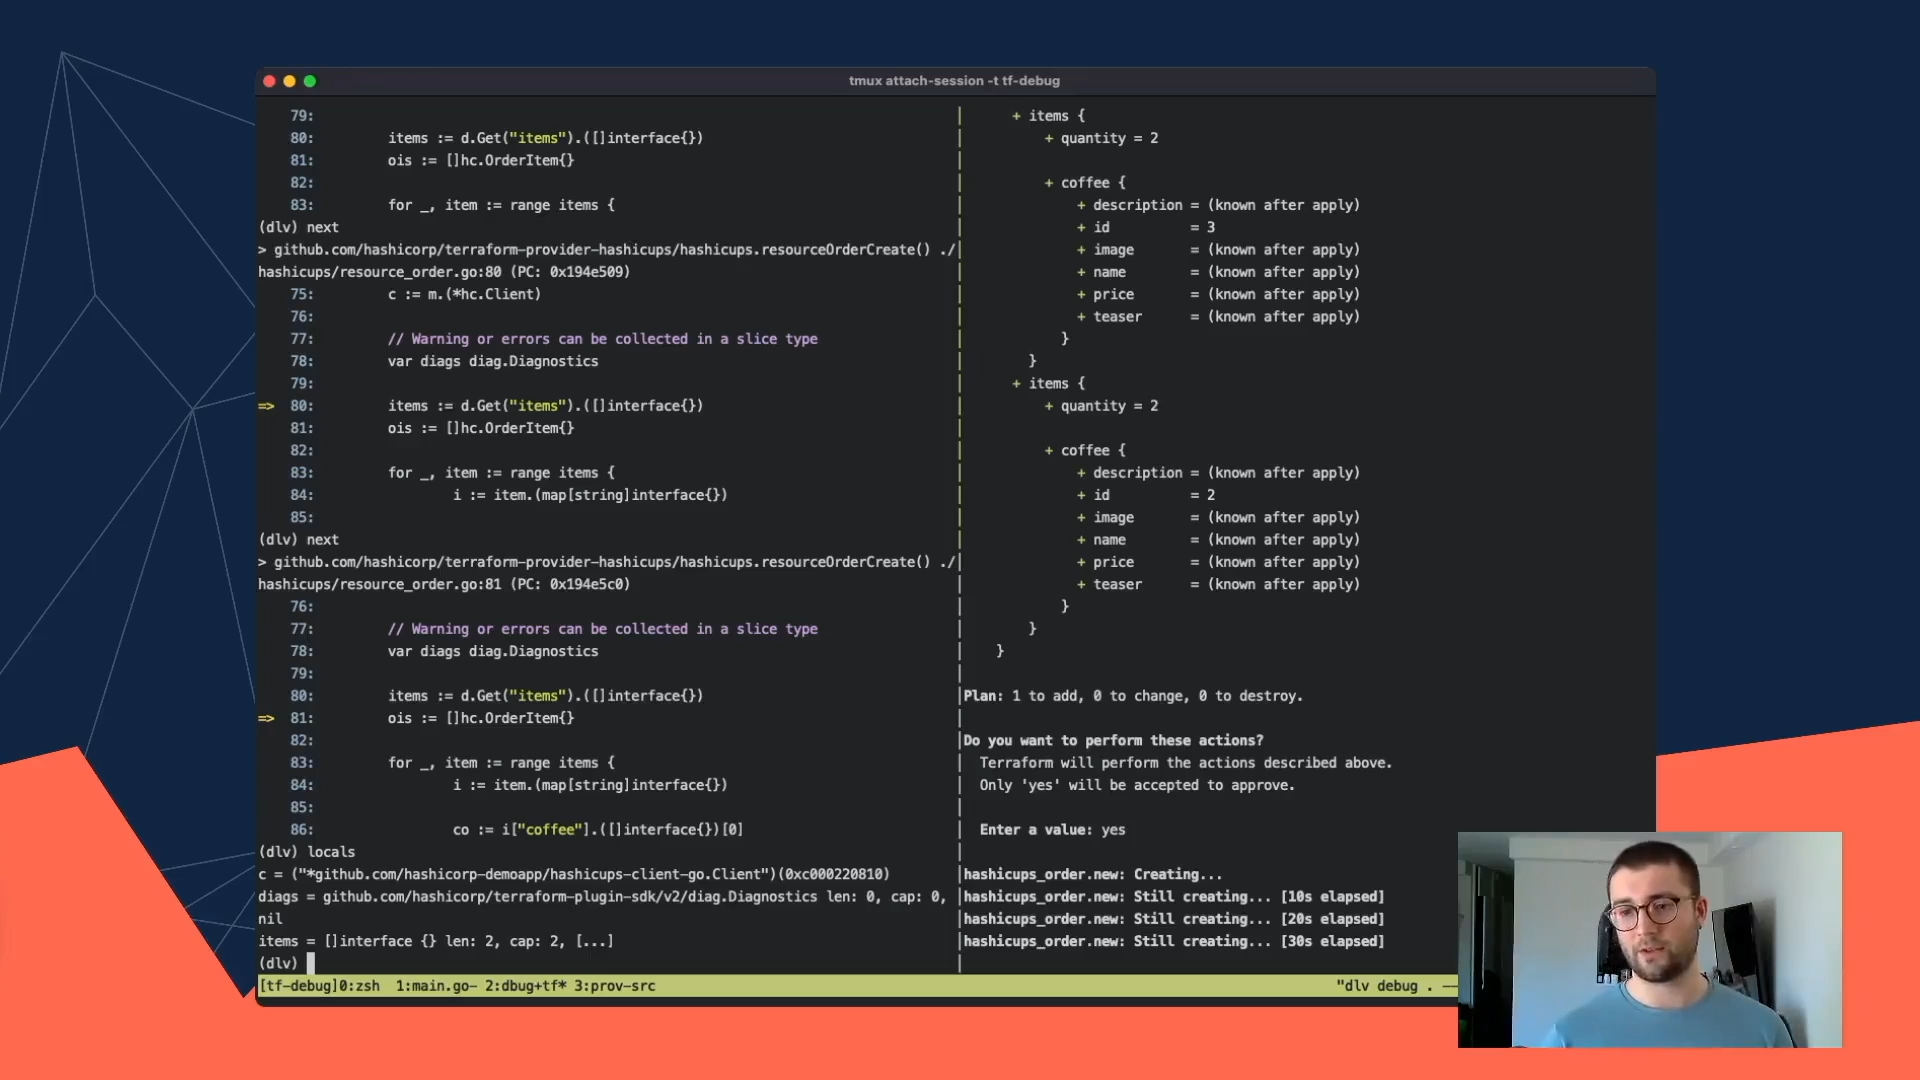 tmux attach-session -t tf-debug
79:
80: items := d.Get("items").([]interface{})
81: ois := []hc.OrderItem{}
82:
83: for _, item := range items {
(dlv) next
> github.com/hashicorp/terraform-provider-hashicups/hashicups.resourceOrderCreate() ./
hashicups/resource_order.go:80 (PC: 0x194e509)
75: c := m.(*hc.Client)
76:
77: // Warning or errors can be collected in a slice type
78: var diags diag.Diagnostics
79:
=> 80: items := d.Get("items").([]interface{})
81: ois := []hc.OrderItem{}
82:
83: for _, item := range items {
84: i := item.(map[string]interface{})
85:
(dlv) next
> github.com/hashicorp/terraform-provider-hashicups/hashicups.resourceOrderCreate() ./
hashicups/resource_order.go:81 (PC: 0x194e5c0)
76:
77: // Warning or errors can be collected in a slice type
78: var diags diag.Diagnostics
79:
80: items := d.Get("items").([]interface{})
=> 81: ois := []hc.OrderItem{}
82:
83: for _, item := range items {
84: i := item.(map[string]interface{})
85:
86: co := i["coffee"].([]interface{})[0]
(dlv) locals
c = ("*github.com/hashicorp-demoapp/hashicups-client-go.Client")(0xc000220810)
diags = github.com/hashicorp/terraform-plugin-sdk/v2/diag.Diagnostics len: 0, cap: 0,
nil
items = []interface {} len: 2, cap: 2, [...]
(dlv)
+ items {
+ quantity = 2
+ coffee {
+ description = (known after apply)
+ id = 3
+ image = (known after apply)
+ name = (known after apply)
+ price = (known after apply)
+ teaser = (known after apply)
}
}
+ items {
+ quantity = 2
+ coffee {
+ description = (known after apply)
+ id = 2
+ image = (known after apply)
+ name = (known after apply)
+ price = (known after apply)
+ teaser = (known after apply)
}
}
}
Plan: 1 to add, 0 to change, 0 to destroy.
Do you want to perform these actions?
Terraform will perform the actions described above.
Only 'yes' will be accepted to approve.
Enter a value: yes
hashicups_order.new: Creating...
hashicups_order.new: Still creating... [10s elapsed]
hashicups_order.new: Still creating... [20s elapsed]
hashicups_order.new: Still creating... [30s elapsed]
[tf-debug]0:zsh 1:main.go- 2:dbug+tf* 3:prov-src "dlv debug . --